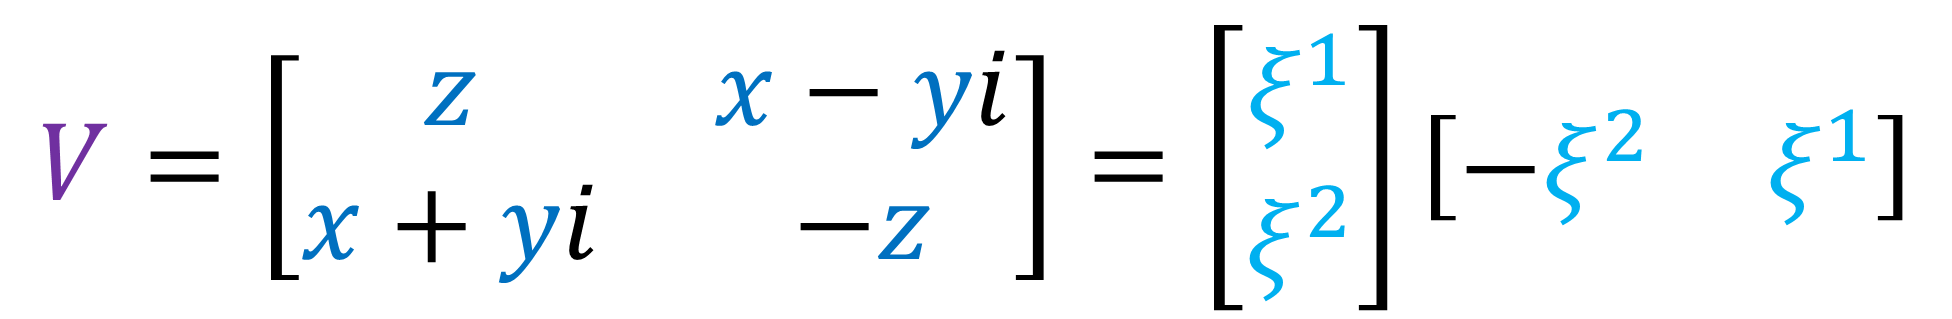 V = [ z x − yi x + yi −z ] = [ ξ¹ ξ² ] [ −ξ² ξ¹ ]